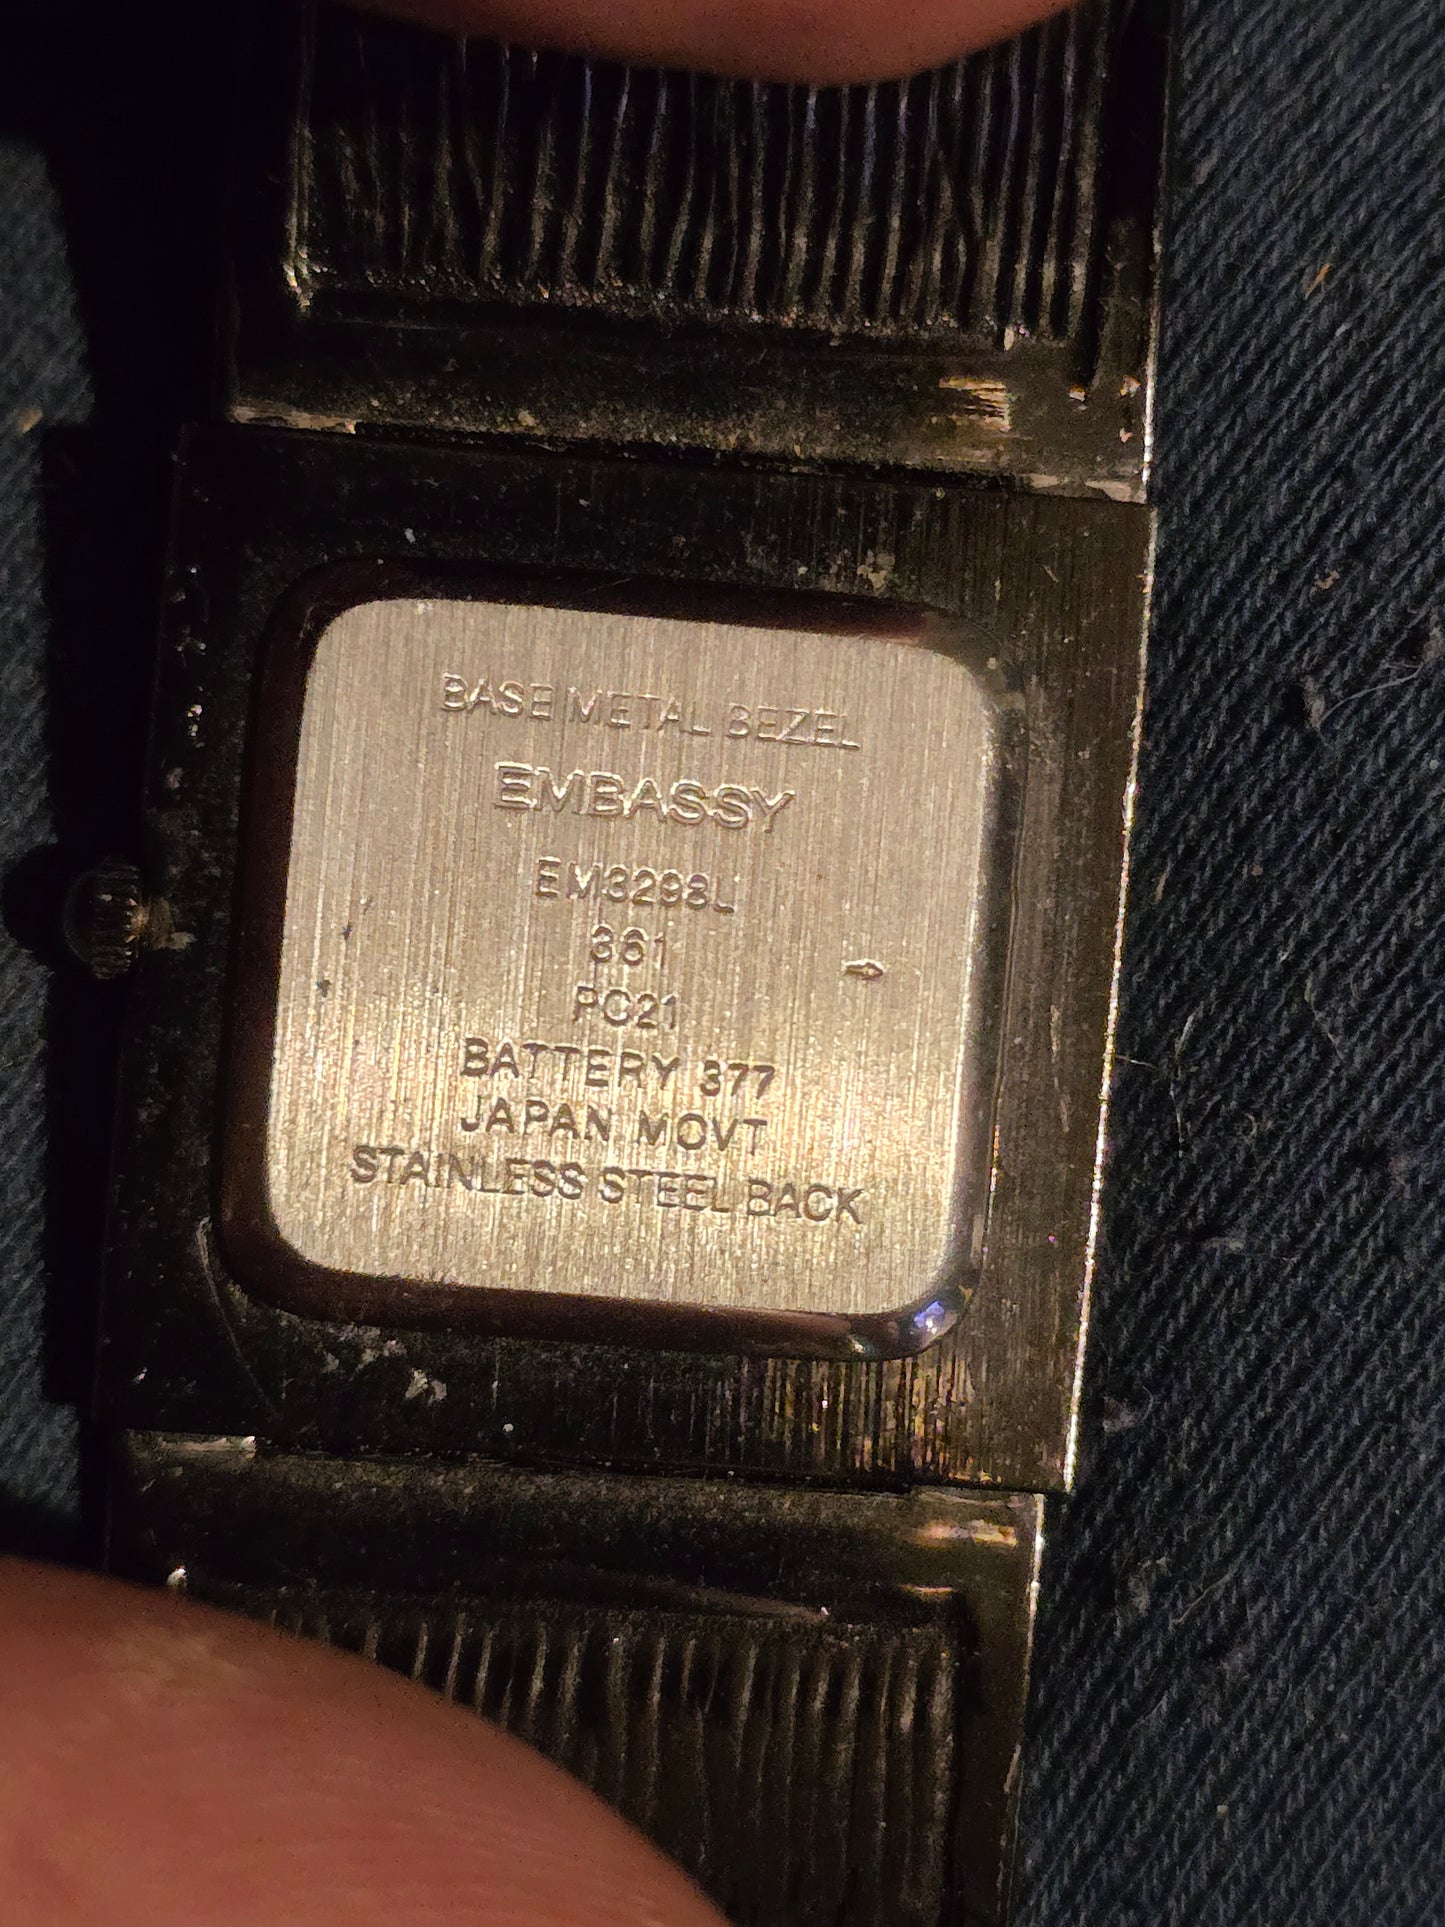 BASE METAL BEZEL
EMBASSY
EM3298L
361
PC21
BATTERY 377
JAPAN MOVT
STAINLESS STEEL BACK